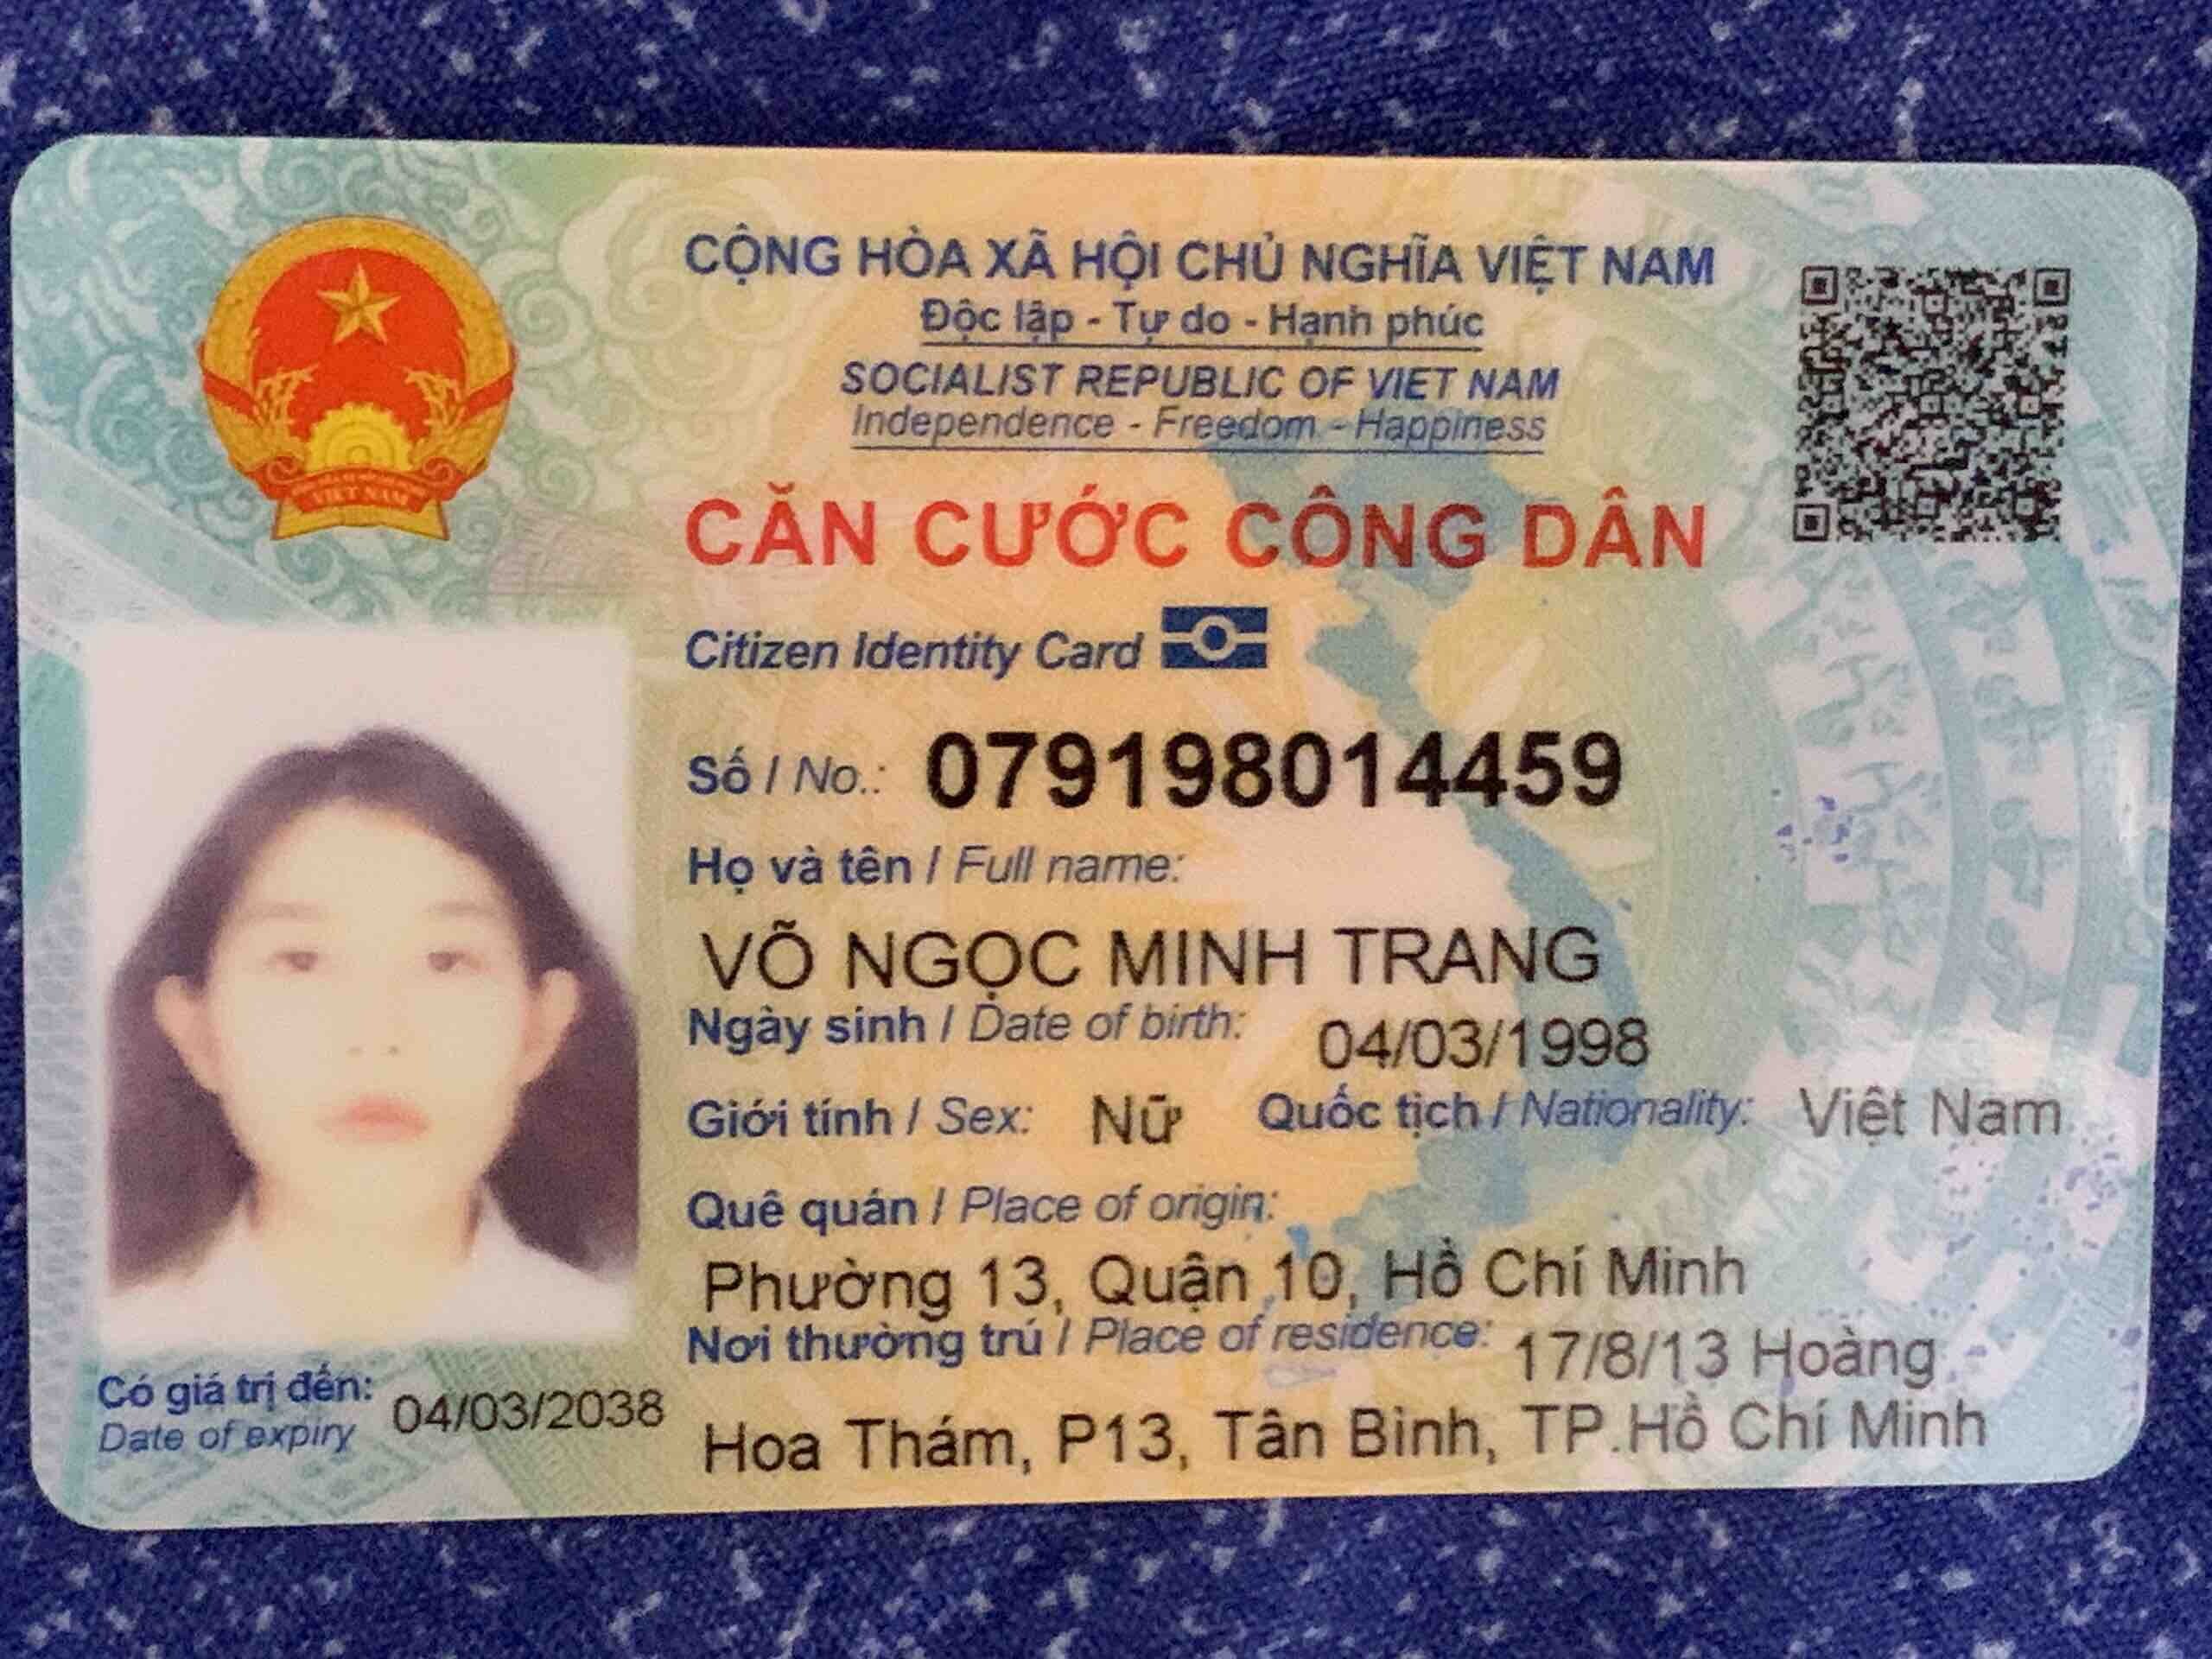 CỘNG HÒA XÃ HỘI CHỦ NGHĨA VIỆT NAM
Độc lập - Tự do - Hạnh phúc
SOCIALIST REPUBLIC OF VIET NAM
Independence - Freedom - Happiness
CĂN CƯỚC CÔNG DÂN
Citizen Identity Card
Số / No.: 079198014459
Họ và tên / Full name:
VÕ NGỌC MINH TRANG
Ngày sinh / Date of birth: 04/03/1998
Giới tính / Sex: Nữ Quốc tịch / Nationality: Việt Nam
Quê quán / Place of origin:
Phường 13, Quận 10, Hồ Chí Minh
Nơi thường trú / Place of residence: 17/8/13 Hoàng
Hoa Thám, P13, Tân Bình, TP.Hồ Chí Minh
Có giá trị đến: 04/03/2038
Date of expiry
VIỆT NAM